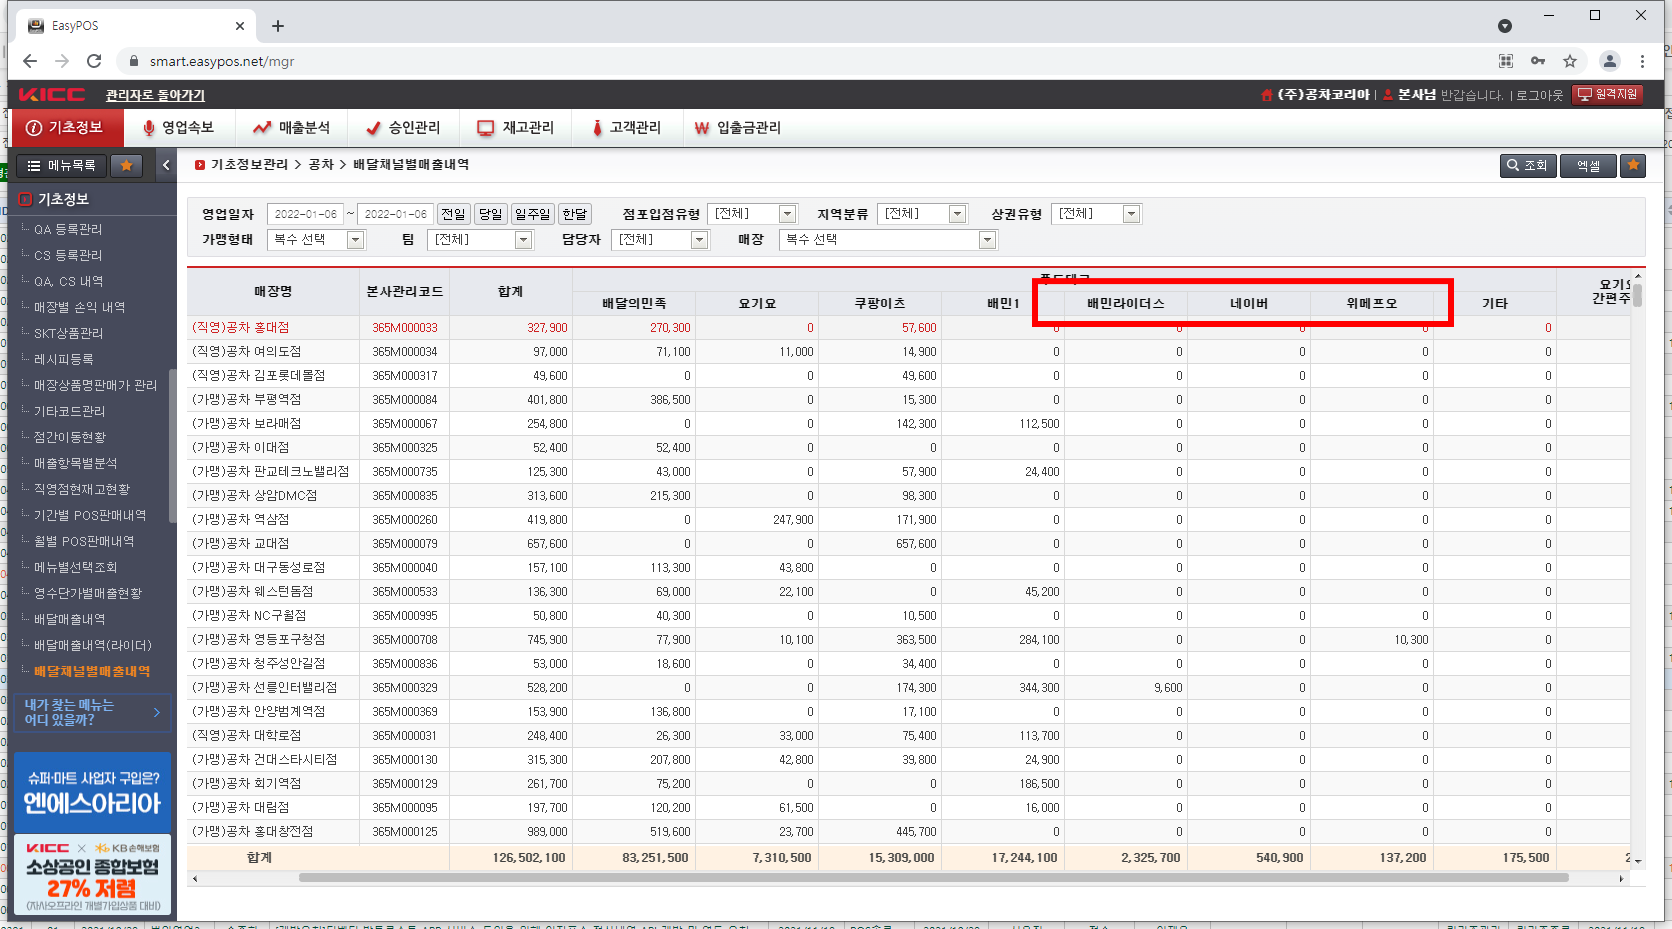 EasyPOS
smart.easypos.net/mgr
KICC 관리자로 돌아가기
(주)공차코리아 | 본사님 반갑습니다. | 로그아웃 원격지원
기초정보 영업속보 매출분석 승인관리 재고관리 고객관리 입출금관리
메뉴목록
기초정보관리 > 공차 > 배달채널별매출내역
조회 엑셀
기초정보
QA 등록관리
CS 등록관리
QA, CS 내역
매장별 손익 내역
SKT상품관리
레시피등록
매장상품명판매가 관리
기타코드관리
점간이동현황
매출항목별분석
직영점현재고현황
기간별 POS판매내역
월별 POS판매내역
메뉴별선택조회
영수단가별매출현황
배달매출내역
배달매출내역(라이더)
배달채널별매출내역
내가 찾는 메뉴는
어디 있을까?
슈퍼·마트 사업자 구입은?
엔에스아리아
KICC × KB손해보험
소상공인 종합보험
27% 저렴
(자사오프라인 개별가입상품 대비)
영업일자 2022-01-06 ~ 2022-01-06 전일 당일 일주일 한달 점포입점유형 [전체] 지역분류 [전체] 상권유형 [전체]
가맹형태 복수 선택 팀 [전체] 담당자 [전체] 매장 복수 선택
매장명 본사관리코드 합계 배달의민족 요기요 쿠팡이츠 배민1 배민라이더스 네이버 위메프오 기타
간편주
(직영)공차 홍대점 365M000033 327,900 270,300 0 57,600 0 0 0 0 0
(직영)공차 여의도점 365M000034 97,000 71,100 11,000 14,900 0 0 0 0 0
(직영)공차 김포롯데몰점 365M000317 49,600 0 0 49,600 0 0 0 0 0
(가맹)공차 부평역점 365M000084 401,800 386,500 0 15,300 0 0 0 0 0
(가맹)공차 보라매점 365M000067 254,800 0 0 142,300 112,500 0 0 0 0
(가맹)공차 이대점 365M000325 52,400 52,400 0 0 0 0 0 0 0
(가맹)공차 판교테크노밸리점 365M000735 125,300 43,000 0 57,900 24,400 0 0 0 0
(가맹)공차 상암DMC점 365M000835 313,600 215,300 0 98,300 0 0 0 0 0
(가맹)공차 역삼점 365M000260 419,800 0 247,900 171,900 0 0 0 0 0
(가맹)공차 교대점 365M000079 657,600 0 0 657,600 0 0 0 0 0
(가맹)공차 대구동성로점 365M000040 157,100 113,300 43,800 0 0 0 0 0 0
(가맹)공차 웨스턴돔점 365M000533 136,300 69,000 22,100 0 45,200 0 0 0 0
(가맹)공차 NC구월점 365M000995 50,800 40,300 0 10,500 0 0 0 0 0
(가맹)공차 영등포구청점 365M000708 745,900 77,900 10,100 363,500 284,100 0 0 10,300 0
(가맹)공차 청주성안길점 365M000836 53,000 18,600 0 34,400 0 0 0 0 0
(가맹)공차 선릉인터밸리점 365M000329 528,200 0 0 174,300 344,300 9,600 0 0 0
(가맹)공차 안양범계역점 365M000369 153,900 136,800 0 17,100 0 0 0 0 0
(직영)공차 대학로점 365M000031 248,400 26,300 33,000 75,400 113,700 0 0 0 0
(가맹)공차 건대스타시티점 365M000130 315,300 207,800 42,800 39,800 24,900 0 0 0 0
(가맹)공차 회기역점 365M000129 261,700 75,200 0 0 186,500 0 0 0 0
(가맹)공차 대림점 365M000095 197,700 120,200 61,500 0 16,000 0 0 0 0
(가맹)공차 홍대창전점 365M000125 989,000 519,600 23,700 445,700 0 0 0 0 0
합계 126,502,100 83,251,500 7,310,500 15,309,000 17,244,100 2,325,700 540,900 137,200 175,500